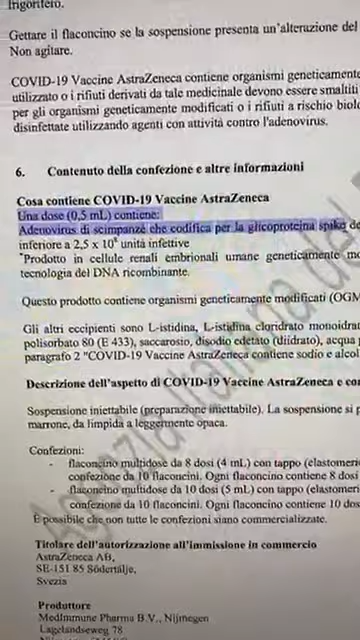 frigorifero.
Gettare il flaconcino se la sospensione presenta un'alterazione del
Non agitare.
COVID-19 Vaccine AstraZeneca contiene organismi geneticamente
utilizzato o i rifiuti derivati da tale medicinale devono essere smaltiti
per gli organismi geneticamente modificati o i rifiuti a rischio biolo
disinfettate utilizzando agenti con attività contro l'adenovirus.
6. Contenuto della confezione e altre informazioni
Cosa contiene COVID-19 Vaccine AstraZeneca
Una dose (0,5 mL) contiene:
Adenovirus di scimpanzé che codifica per la glicoproteina spike de
inferiore a 2,5 x 10⁸ unità infettive
*Prodotto in cellule renali embrionali umane geneticamente mo
tecnologia del DNA ricombinante.
Questo prodotto contiene organismi geneticamente modificati (OGM
Gli altri eccipienti sono L-istidina, L-istidina cloridrato monoidrat
polisorbato 80 (E 433), saccarosio, disodio edetato (diidrato), acqua
paragrafo 2 "COVID-19 Vaccine AstraZeneca contiene sodio e alcol
Descrizione dell'aspetto di COVID-19 Vaccine AstraZeneca e con
Sospensione iniettabile (preparazione iniettabile). La sospensione si p
marrone, da limpida a leggermente opaca.
Confezioni:
- flaconcino multidose da 8 dosi (4 mL) con tappo (elastomeri
confezione da 10 flaconcini. Ogni flaconcino contiene 8 dosi
- flaconcino multidose da 10 dosi (5 mL) con tappo (elastomeri
confezione da 10 flaconcini. Ogni flaconcino contiene 10 dos
È possibile che non tutte le confezioni siano commercializzate.
Titolare dell'autorizzazione all'immissione in commercio
AstraZeneca AB,
SE-151 85 Södertälje,
Svezia
Produttore
MedImmune Pharma B.V., Nijmegen
Lagelandseweg 78
Agenzia Italiana del